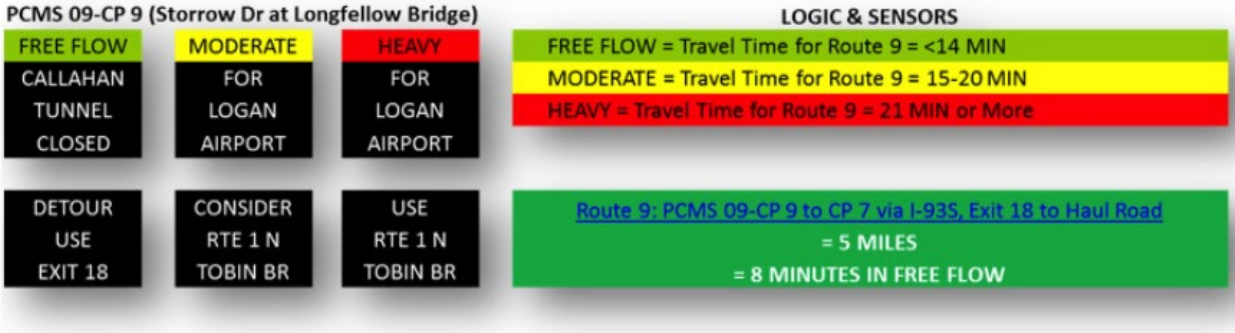 PCMS 09-CP 9 (Storrow Dr at Longfellow Bridge)
FREE FLOW
CALLAHAN
TUNNEL
CLOSED
DETOUR
USE
EXIT 18
MODERATE
FOR
LOGAN
AIRPORT
CONSIDER
RTE 1 N
TOBIN BR
HEAVY
FOR
LOGAN
AIRPORT
USE
RTE 1 N
TOBIN BR
LOGIC & SENSORS
FREE FLOW = Travel Time for Route 9 = <14 MIN
MODERATE = Travel Time for Route 9 = 15-20 MIN
HEAVY = Travel Time for Route 9 = 21 MIN or More
Route 9: PCMS 09-CP 9 to CP 7 via I-93S, Exit 18 to Haul Road
= 5 MILES
= 8 MINUTES IN FREE FLOW